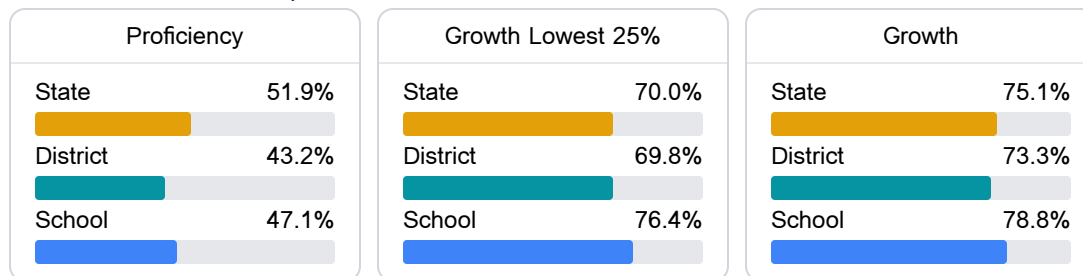 Proficiency
State 51.9%
District 43.2%
School 47.1%
Growth Lowest 25%
State 70.0%
District 69.8%
School 76.4%
Growth
State 75.1%
District 73.3%
School 78.8%